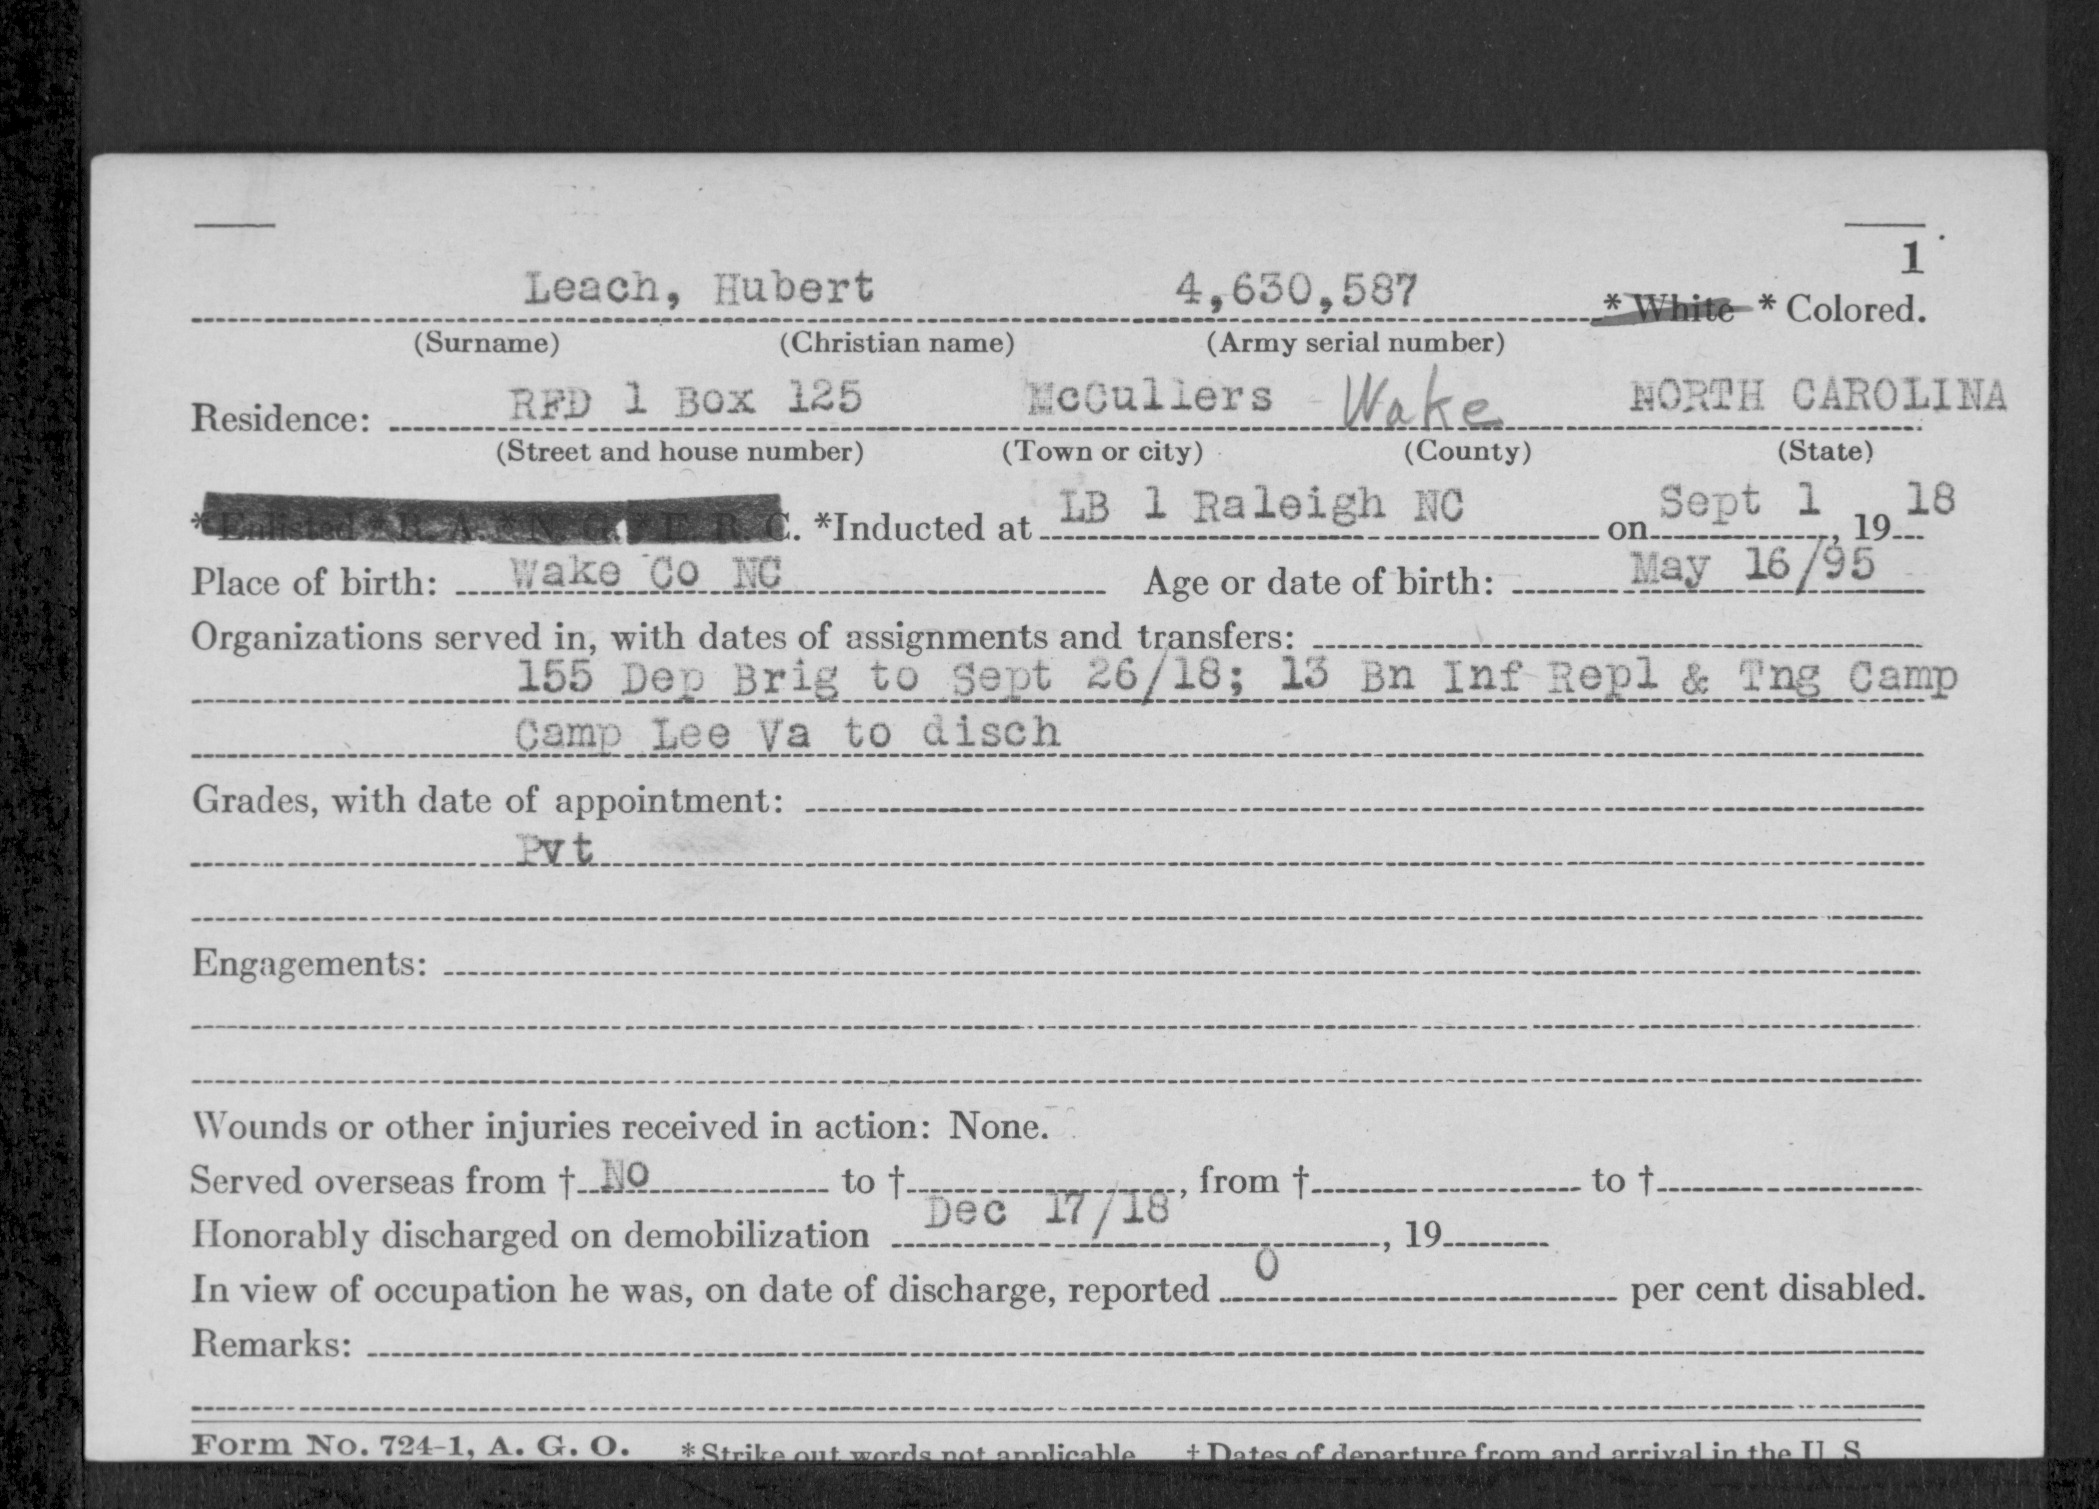 1
Leach, Hubert 4,630,587 * White * Colored.
(Surname) (Christian name) (Army serial number)
Residence: RFD 1 Box 125 McCullers Wake NORTH CAROLINA
(Street and house number) (Town or city) (County) (State)
* Enlisted * R. A. * N. G. * E. R. C. *Inducted at LB 1 Raleigh NC on Sept 1, 19 18
Place of birth: Wake Co NC Age or date of birth: May 16/95
Organizations served in, with dates of assignments and transfers:
155 Dep Brig to Sept 26/18; 13 Bn Inf Repl & Tng Camp
Camp Lee Va to disch
Grades, with date of appointment:
Pvt
Engagements:
Wounds or other injuries received in action: None.
Served overseas from † No to †, from † to †
Honorably discharged on demobilization Dec 17/18, 19
In view of occupation he was, on date of discharge, reported 0 per cent disabled.
Remarks:
Form No. 724-1, A. G. O. *Strike out words not applicable † Dates of departure from and arrival in the U. S.